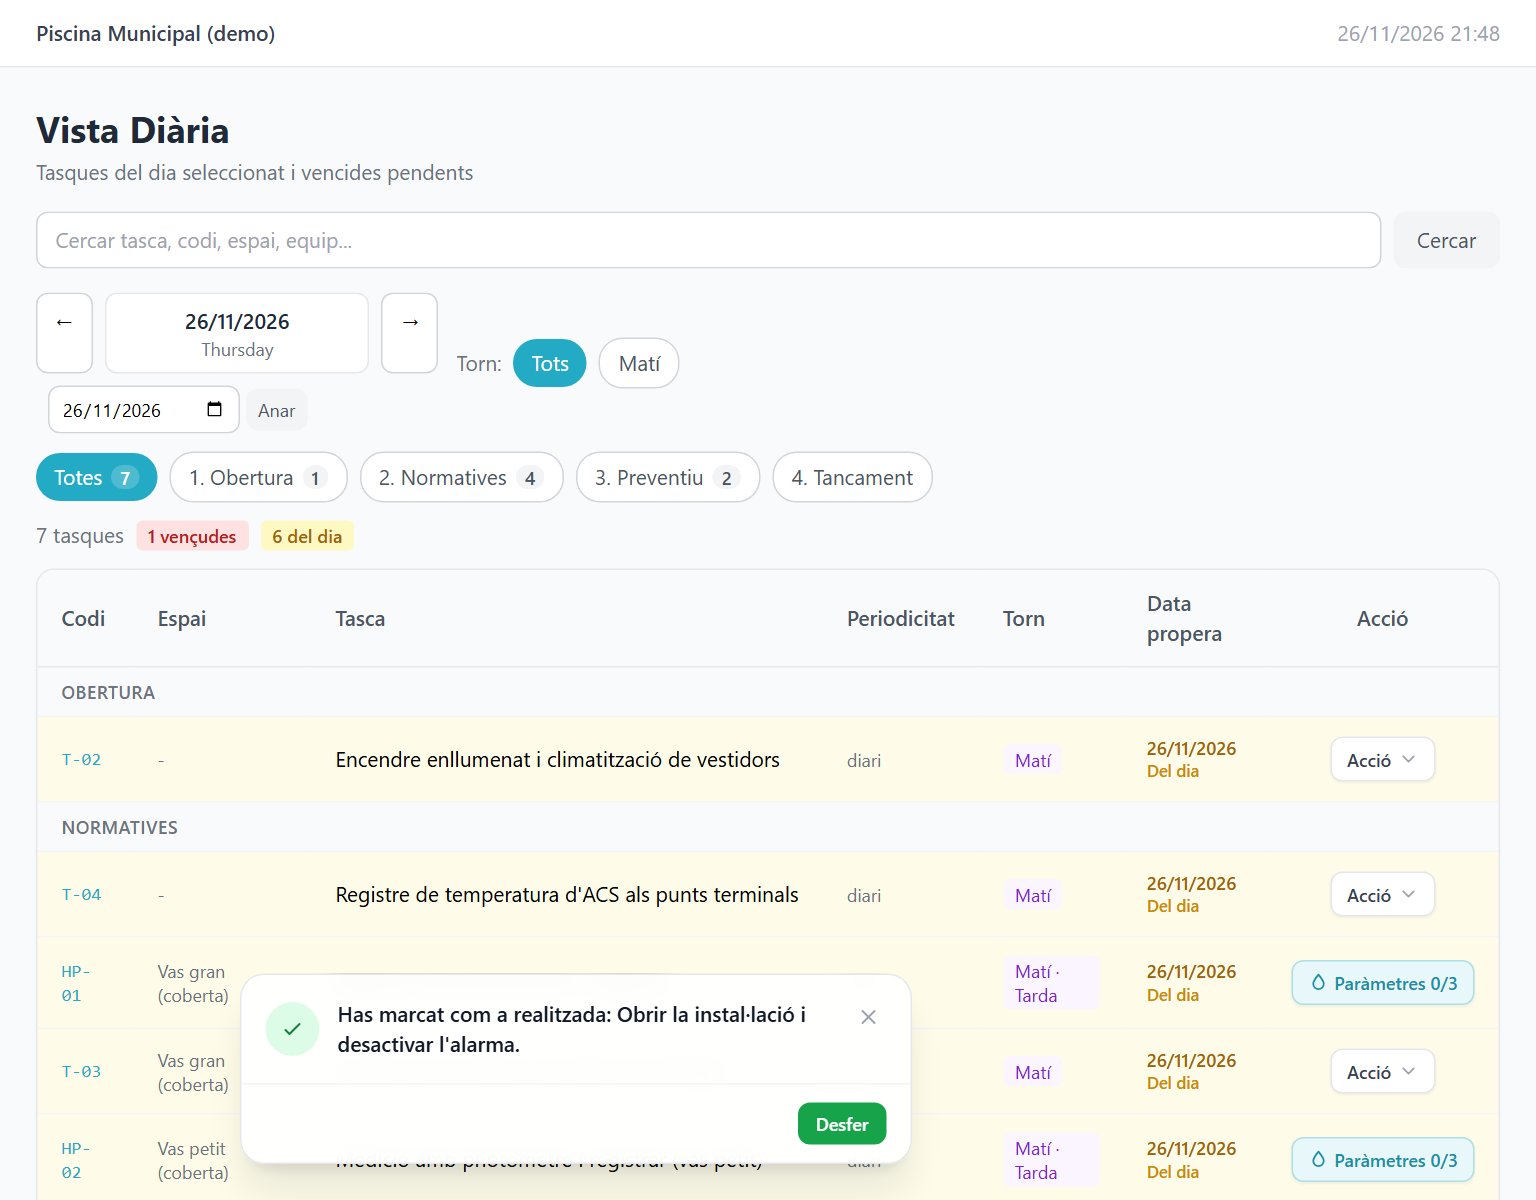 Piscina Municipal (demo)
26/11/2026 21:48
Vista Diària
Tasques del dia seleccionat i vencides pendents
Cercar tasca, codi, espai, equip...
Cercar
←
26/11/2026
Thursday
→
Torn:
Tots
Matí
26/11/2026
Anar
Totes 7
1. Obertura 1
2. Normatives 4
3. Preventiu 2
4. Tancament
7 tasques
1 vençudes
6 del dia
Codi
Espai
Tasca
Periodicitat
Torn
Data
propera
Acció
OBERTURA
T-02
-
Encendre enllumenat i climatització de vestidors
diari
Matí
26/11/2026
Del dia
Acció
NORMATIVES
T-04
-
Registre de temperatura d'ACS als punts terminals
diari
Matí
26/11/2026
Del dia
Acció
HP-
01
Vas gran
(coberta)
Matí ·
Tarda
26/11/2026
Del dia
Paràmetres 0/3
Has marcat com a realitzada: Obrir la instal·lació i
desactivar l'alarma.
Desfer
T-03
Vas gran
(coberta)
Matí
26/11/2026
Del dia
Acció
HP-
02
Vas petit
(coberta)
Matí ·
Tarda
26/11/2026
Del dia
Paràmetres 0/3